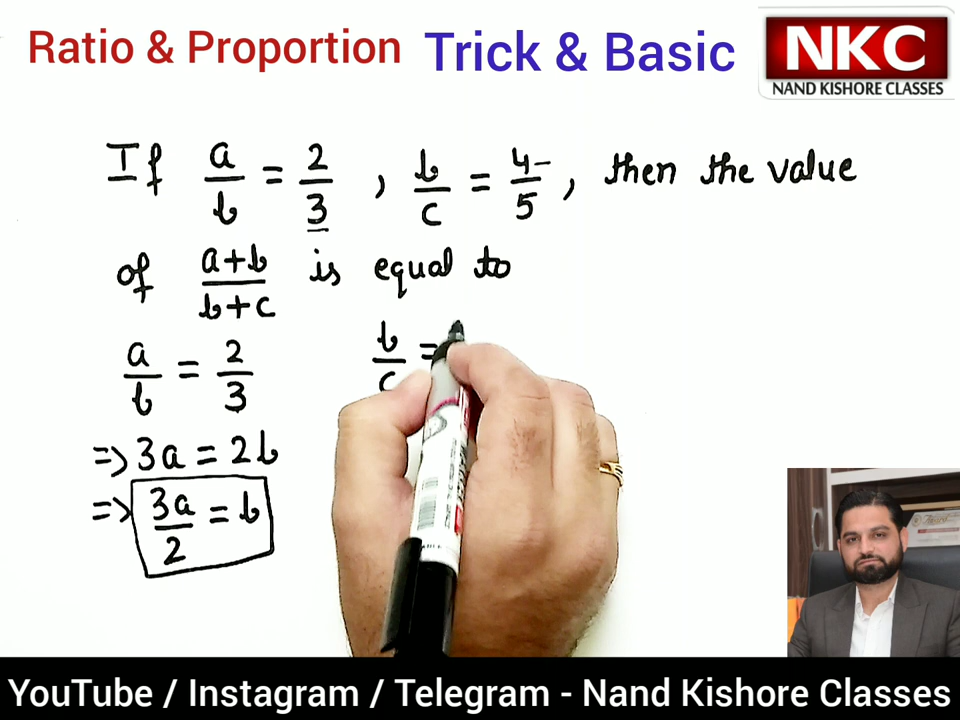 Ratio & Proportion Trick & Basic
NKC
NAND KISHORE CLASSES
If a/b = 2/3 , b/c = 4/5 , then the value
of a+b/b+c is equal to
a/b = 2/3
b/c =
=> 3a = 2b
=> 3a/2 = b
YouTube / Instagram / Telegram - Nand Kishore Classes